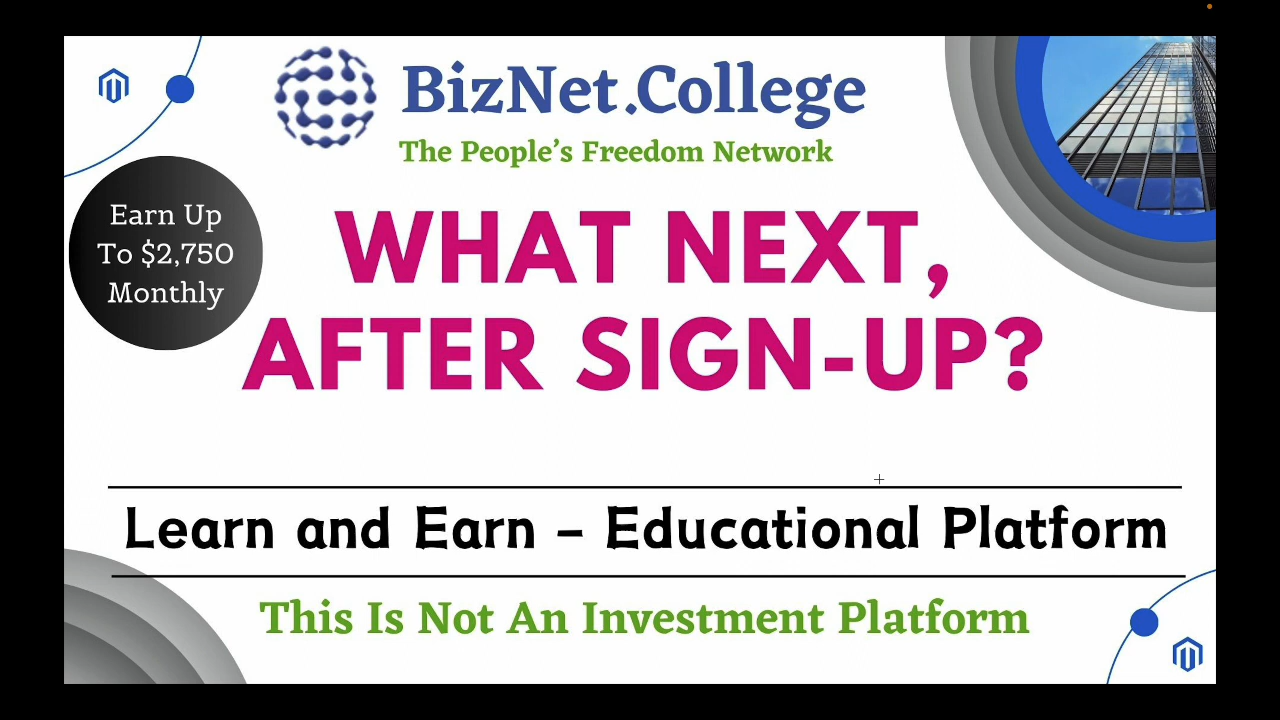 BizNet.College
The People's Freedom Network
Earn Up
To $2,750
Monthly
WHAT NEXT,
AFTER SIGN-UP?
Learn and Earn – Educational Platform
This Is Not An Investment Platform